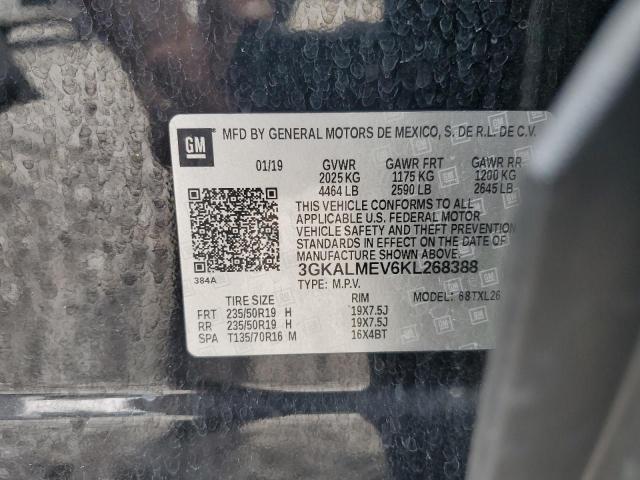 GM MFD BY GENERAL MOTORS DE MEXICO, S. DE R.L. DE C.V.
01/19 GVWR GAWR FRT GAWR RR
2025 KG 1175 KG 1200 KG
4464 LB 2590 LB 2645 LB
THIS VEHICLE CONFORMS TO ALL
APPLICABLE U.S. FEDERAL MOTOR
VEHICLE SAFETY AND THEFT PREVENTION
STANDARDS IN EFFECT ON THE DATE OF
MANUFACTURE SHOWN ABOVE.
384A
3GKALMEV6KL268388
TYPE: M.P.V. MODEL: 68TXL26
TIRE SIZE RIM
FRT 235/50R19 H 19X7.5J
RR 235/50R19 H 19X7.5J
SPA T135/70R16 M 16X4BT